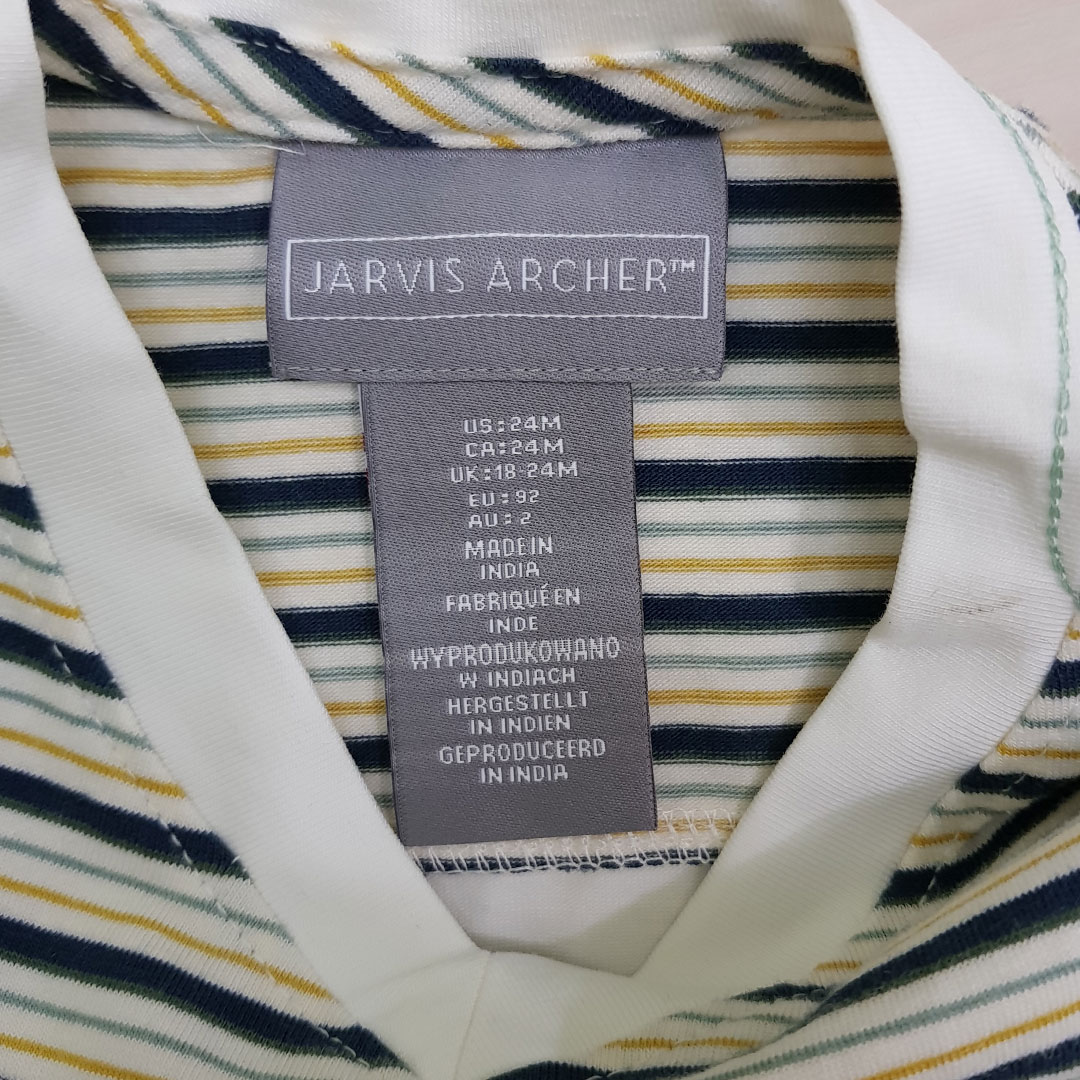 JARVIS ARCHER™
US:24M
CA:24M
UK:18-24M
EU:92
AU:2
MADE IN
INDIA
FABRIQUÉ EN
INDE
WYPRODUKOWANO
W INDIACH
HERGESTELLT
IN INDIEN
GEPRODUCEERD
IN INDIA